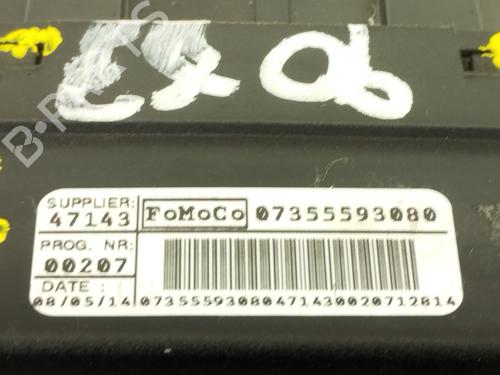 SUPPLIER:
47143
FoMoCo
07355593080
PROG. NR:
00207
DATE :
08/05/14
07355593080471430020712814